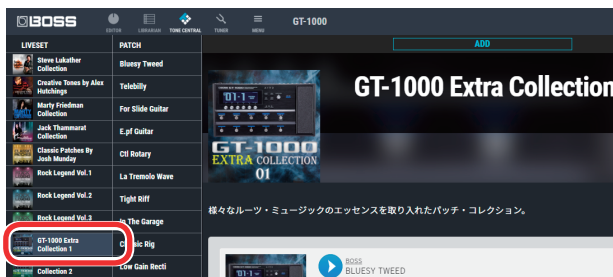 BOSS
EDITOR
LIBRARIAN
TONE CENTRAL
TUNER
MENU
GT-1000
LIVESET
PATCH
ADD
Steve Lukather
Collection
Bluesy Tweed
Creative Tones by Alex
Hutchings
Telebilly
Marty Friedman
Collection
For Slide Guitar
Jack Thammarat
Collection
E.pf Guitar
Classic Patches By
Josh Munday
Ctl Rotary
Rock Legend Vol.1
La Tremolo Wave
Rock Legend Vol.2
Tight Riff
Rock Legend Vol.3
In The Garage
GT-1000 Extra
Collection 1
Classic Rig
Collection 2
Low Gain Recti
GT-1000 Extra Collection
01-1
GT-1000
EXTRA COLLECTION
01
様々なルーツ・ミュージックのエッセンスを取り入れたパッチ・コレクション。
01-1
BOSS
BLUESY TWEED